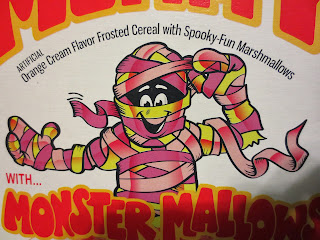 ARTIFICIAL
Orange Cream Flavor Frosted Cereal with Spooky-Fun Marshmallows
WITH...
MONSTER MALLOWS